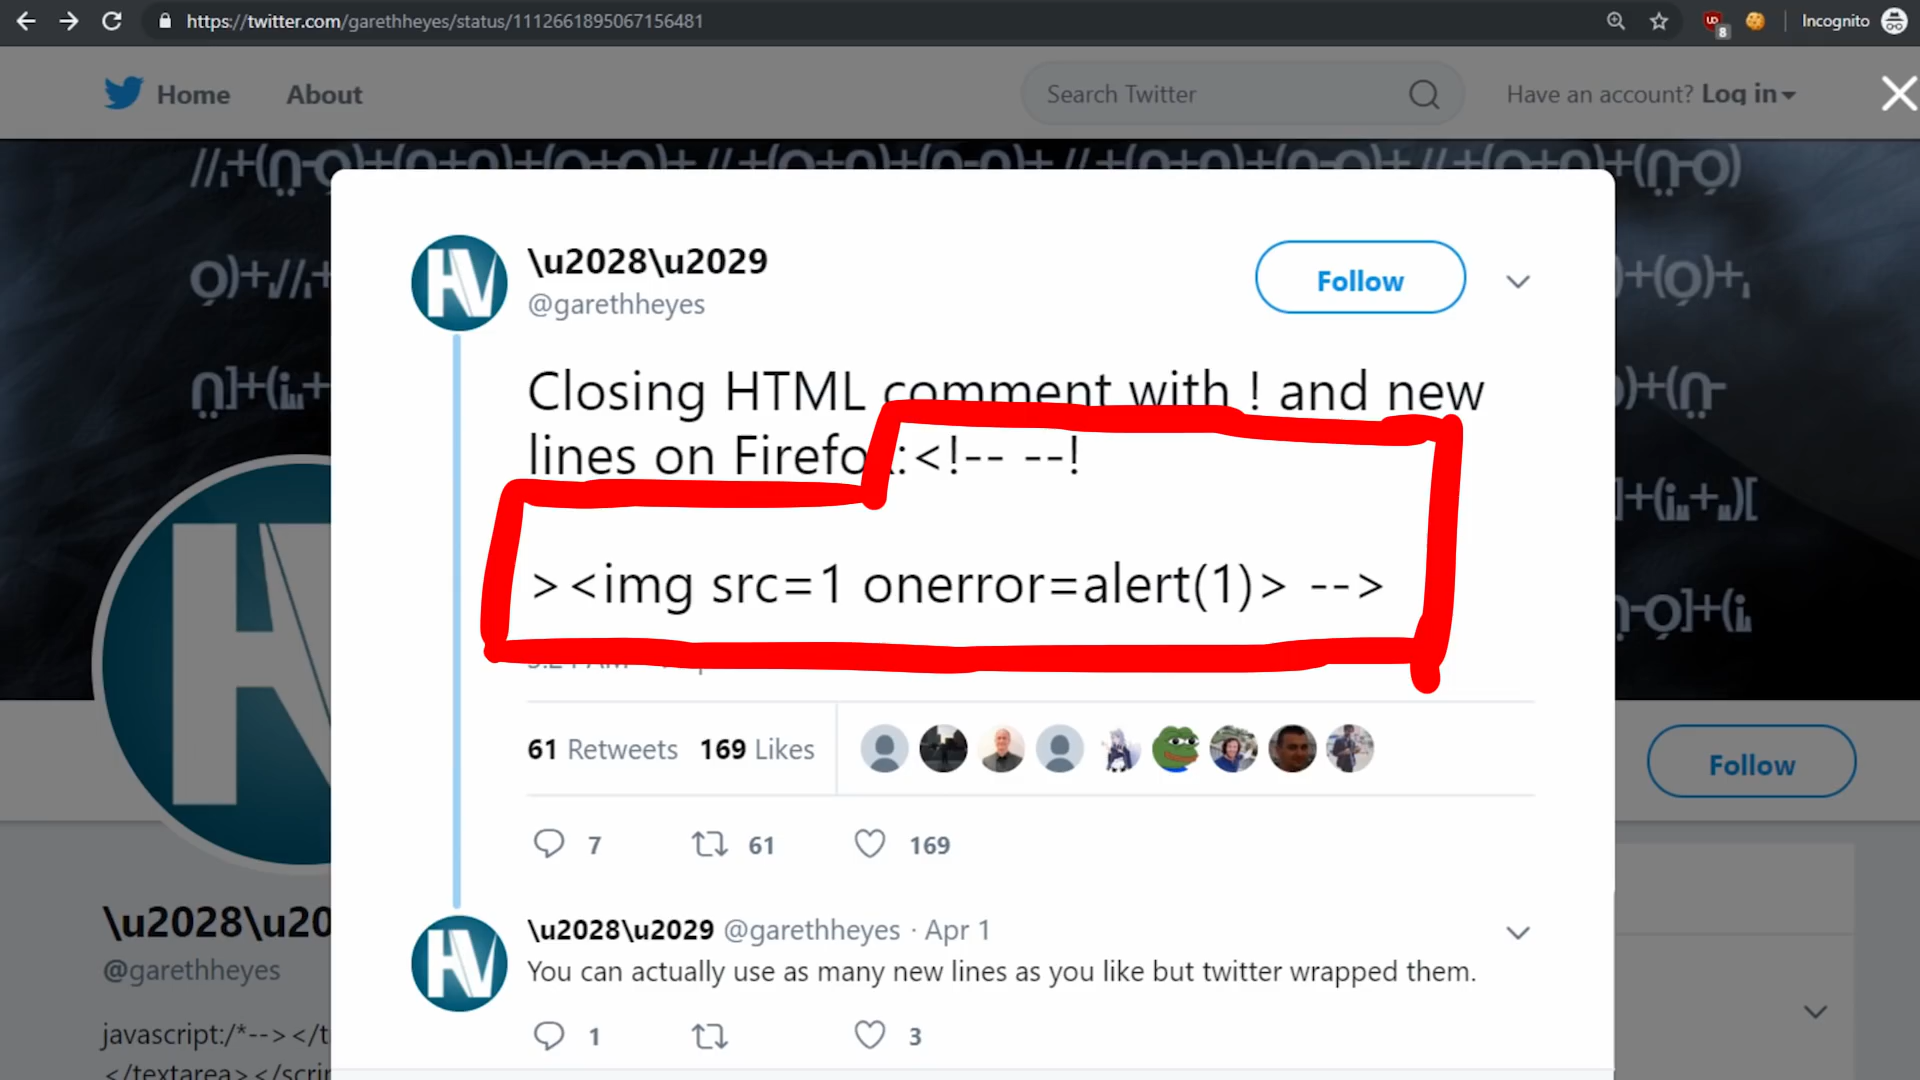 https://twitter.com/garethheyes/status/1112661895067156481
8
Incognito
Home
About
Search Twitter
Have an account? Log in
\u2028\u2029
@garethheyes
Follow
Closing HTML comment with ! and new
lines on Firefox:<!-- --!
><img src=1 onerror=alert(1)> -->
61 Retweets 169 Likes
7
61
169
\u2028\u2029 @garethheyes · Apr 1
You can actually use as many new lines as you like but twitter wrapped them.
1
3
\u2028\u20
@garethheyes
javascript:/*--></t
</textarea></scrip
Follow